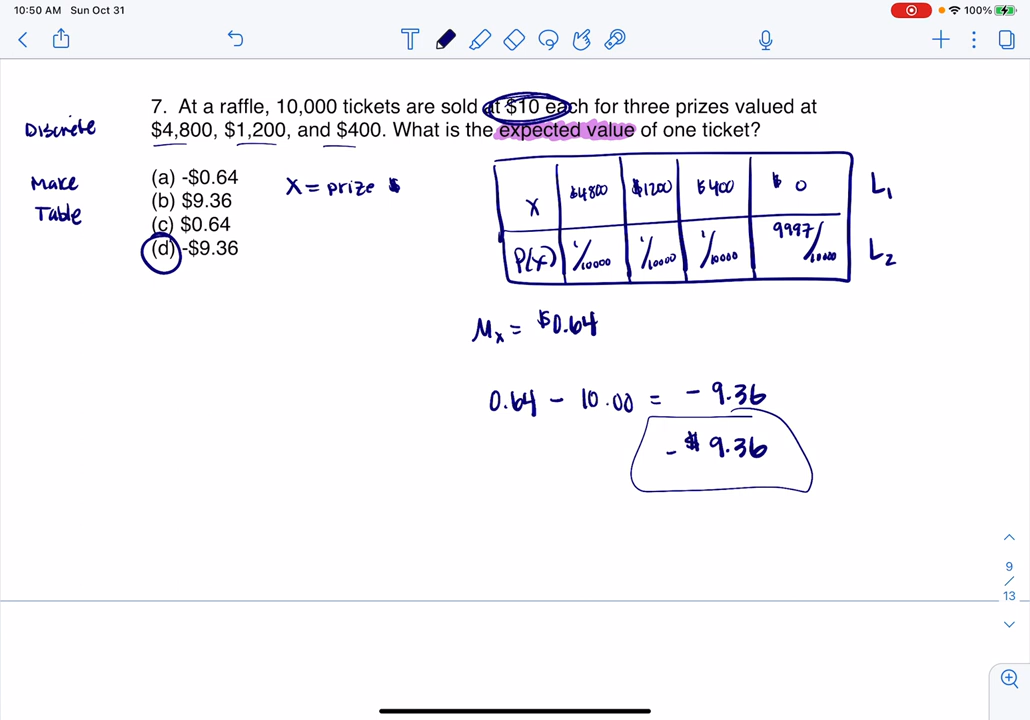 10:50 AM Sun Oct 31
100%
T
7. At a raffle, 10,000 tickets are sold at $10 each for three prizes valued at
Discrete
$4,800, $1,200, and $400. What is the expected value of one ticket?
Make
Table
(a) -$0.64
(b) $9.36
(c) $0.64
(d) -$9.36
X = prize $
X $4800 $1200 $400 $ 0 L1
P(X) 1/10000 1/10000 1/10000 9997/10000 L2
Mx = $0.64
0.64 - 10.00 = - 9.36
- $ 9.36
9
/
13